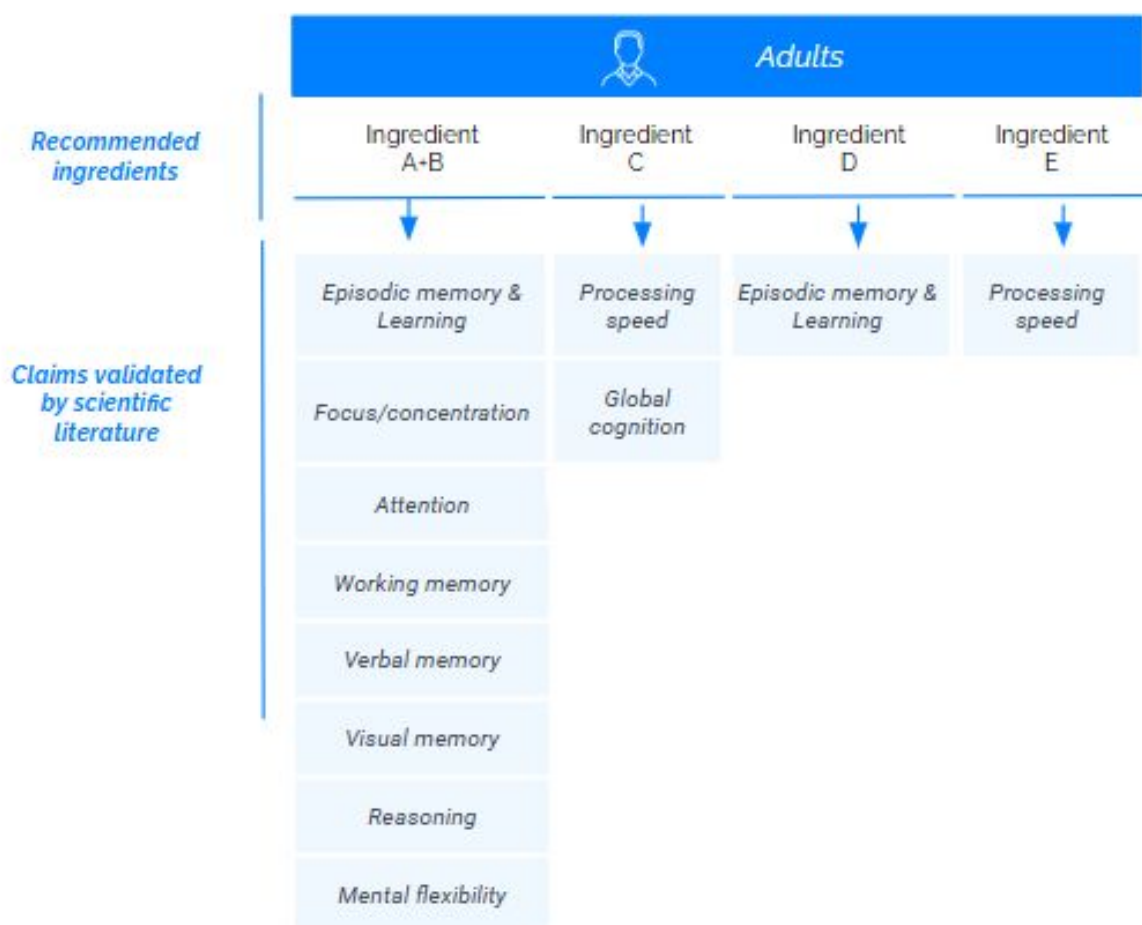 Adults
Recommended
ingredients
Ingredient
A+B
Ingredient
C
Ingredient
D
Ingredient
E
Claims validated
by scientific
literature
Episodic memory &
Learning
Processing
speed
Episodic memory &
Learning
Processing
speed
Focus/concentration
Global
cognition
Attention
Working memory
Verbal memory
Visual memory
Reasoning
Mental flexibility